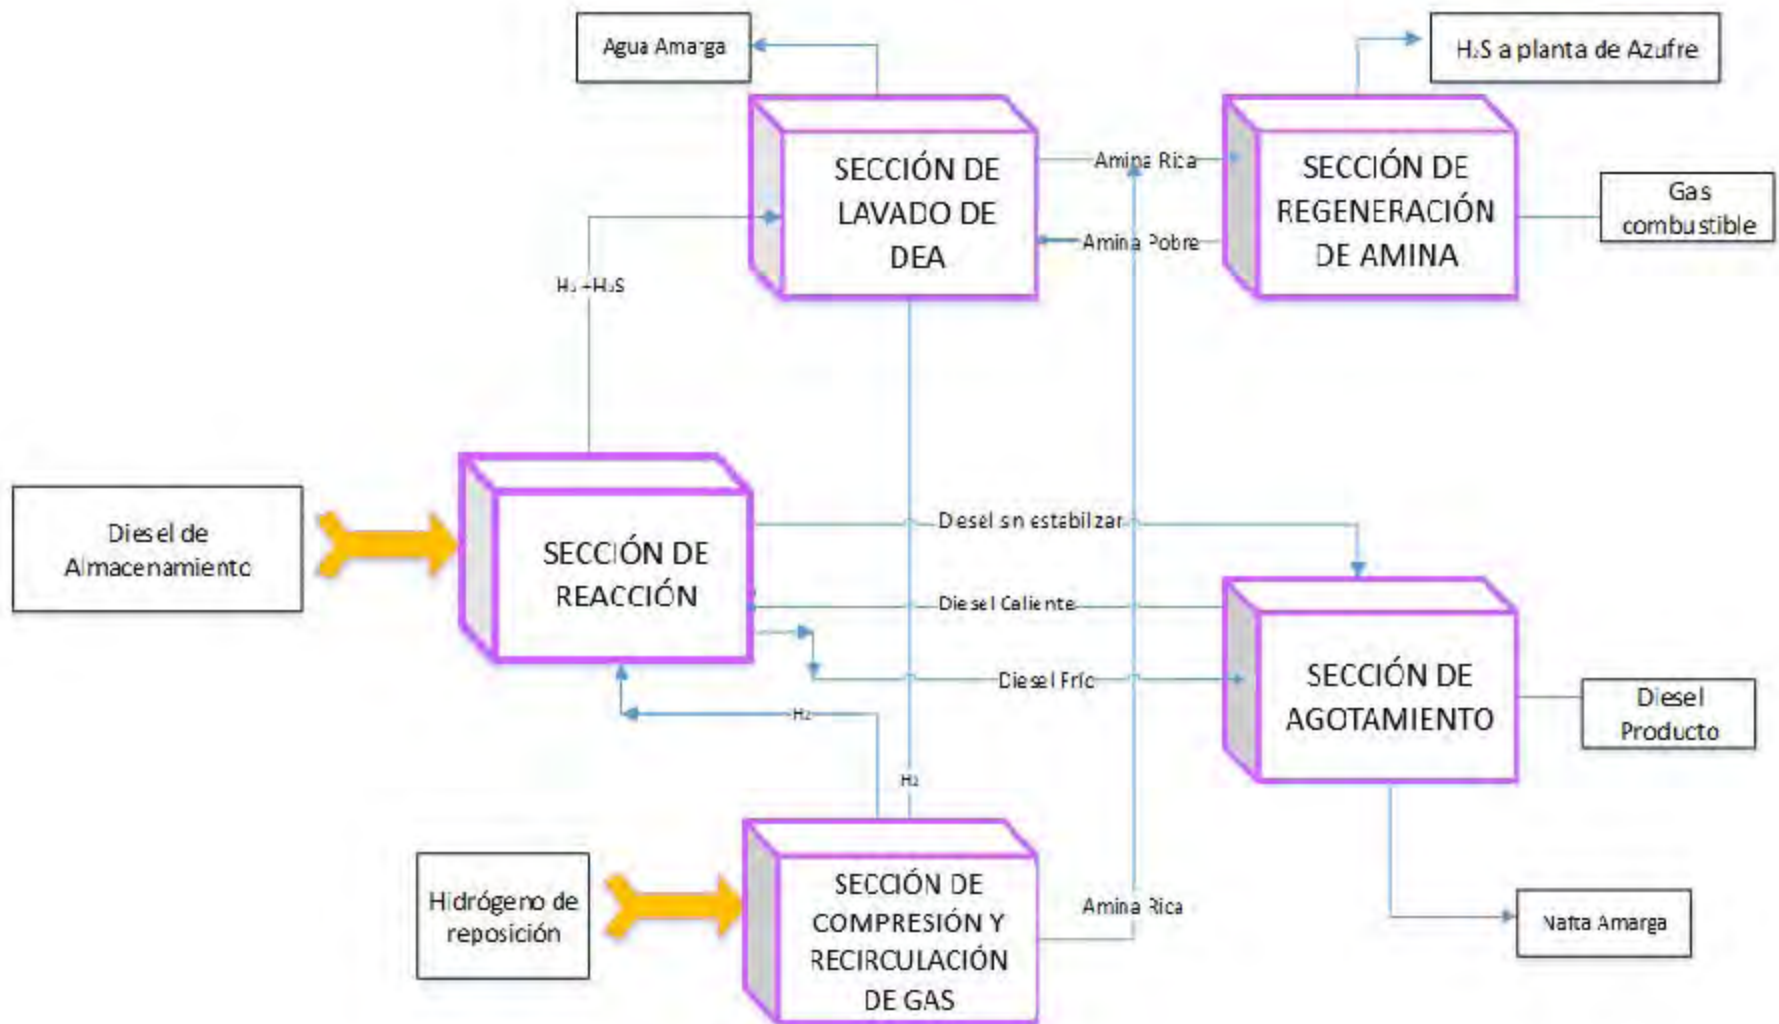 Agua Amarga
H₂S a planta de Azufre
SECCIÓN DE
LAVADO DE
DEA
Amina Rica
Amina Pobre
SECCIÓN DE
REGENERACIÓN
DE AMINA
Gas
combustible
H₂+H₂S
Diesel de
Almacenamiento
SECCIÓN DE
REACCIÓN
Diesel sin estabilizar
Diesel Caliente
Diesel Frío
SECCIÓN DE
AGOTAMIENTO
Diesel
Producto
H₂
H₂
Hidrógeno de
reposición
SECCIÓN DE
COMPRESIÓN Y
RECIRCULACIÓN
DE GAS
Amina Rica
Nafta Amarga